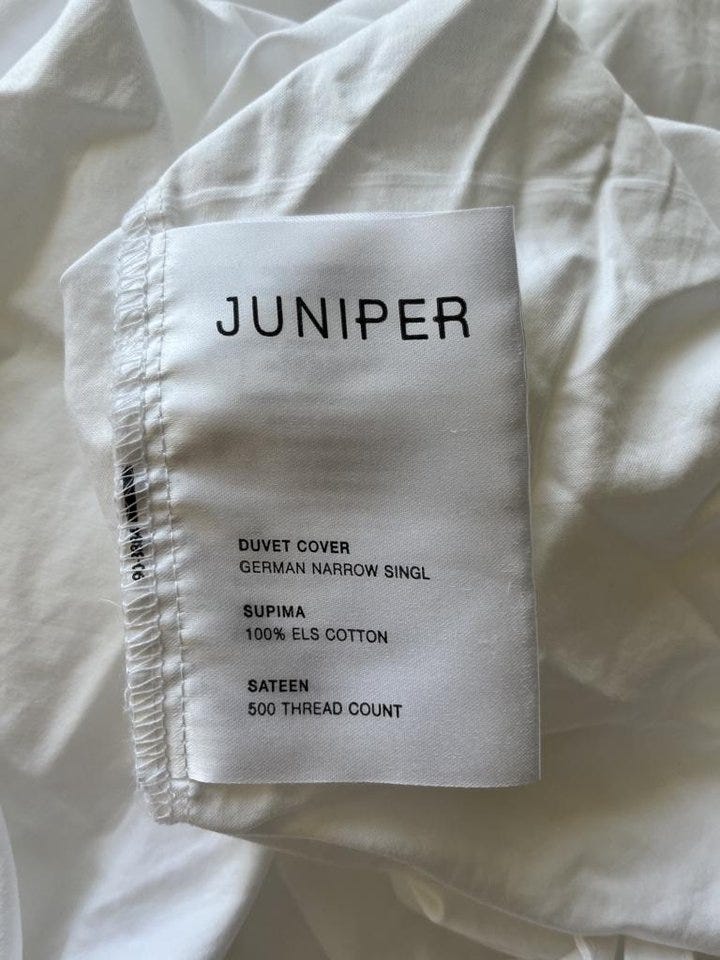 JUNIPER
DUVET COVER
GERMAN NARROW SINGL
SUPIMA
100% ELS COTTON
SATEEN
500 THREAD COUNT